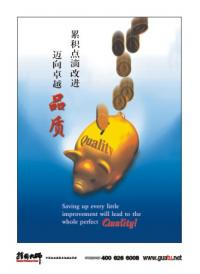 累积点滴改进
迈向卓越
品质
Quality
Saving up every little
improvement will lead to the
whole perfect Quality!
400 626 6008
www.guatu.net